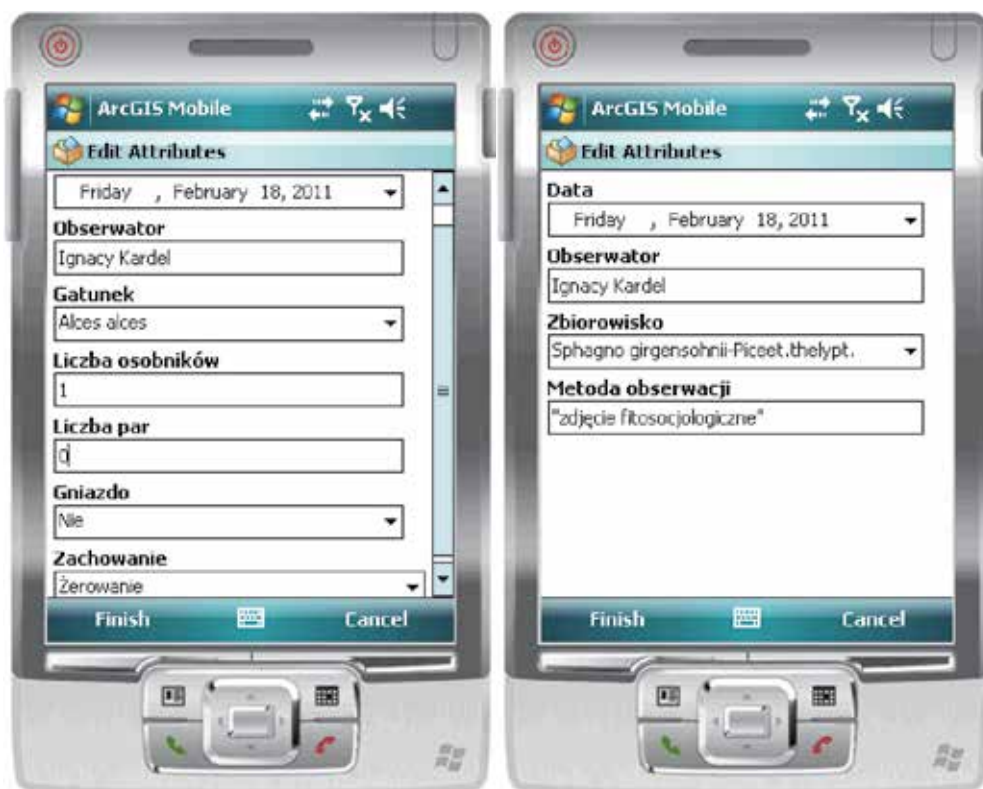 ArcGIS Mobile
Edit Attributes
Friday , February 18, 2011
Obserwator
Ignacy Kardel
Gatunek
Alces alces
Liczba osobników
1
Liczba par
0
Gniazdo
Nie
Zachowanie
Żerowanie
Finish
Cancel
ArcGIS Mobile
Edit Attributes
Data
Friday , February 18, 2011
Obserwator
Ignacy Kardel
Zbiorowisko
Sphagno girgensohnii-Piceet.thelypt.
Metoda obserwacji
"zdjęcie fitosocjologiczne"
Finish
Cancel